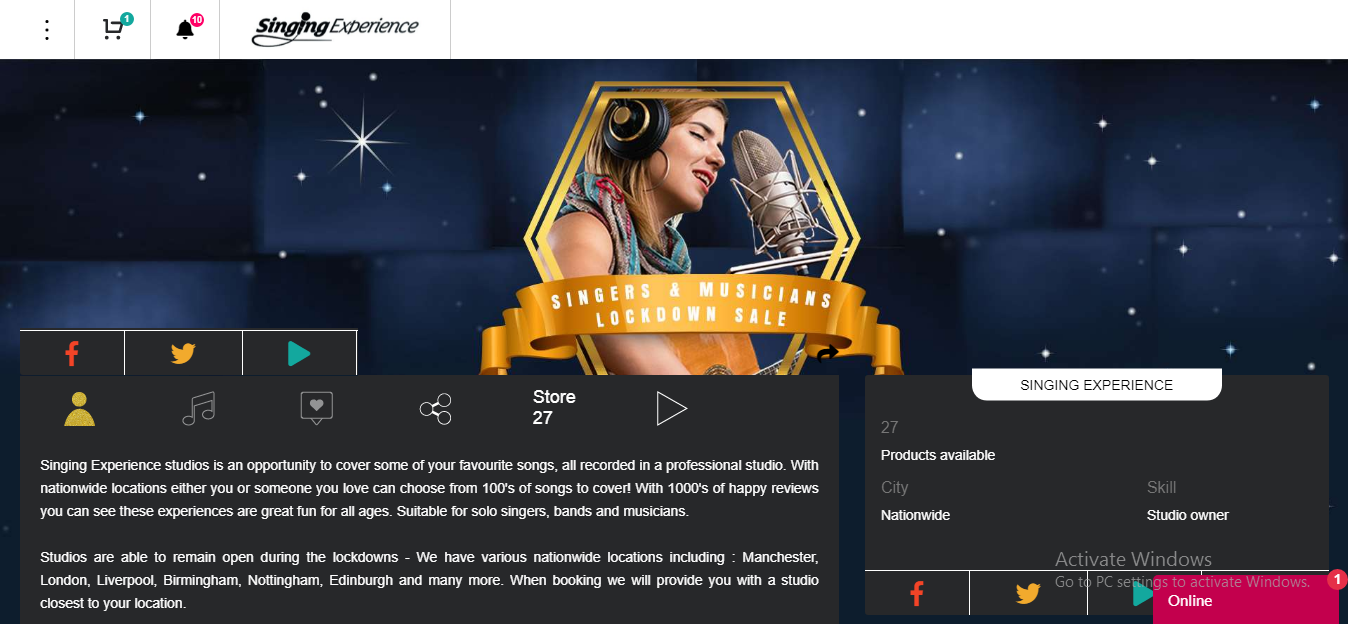 1
10
Singing Experience
SINGERS & MUSICIANS
LOCKDOWN SALE
Store
27
Singing Experience studios is an opportunity to cover some of your favourite songs, all recorded in a professional studio. With
nationwide locations either you or someone you love can choose from 100's of songs to cover! With 1000's of happy reviews
you can see these experiences are great fun for all ages. Suitable for solo singers, bands and musicians.
Studios are able to remain open during the lockdowns - We have various nationwide locations including : Manchester,
London, Liverpool, Birmingham, Nottingham, Edinburgh and many more. When booking we will provide you with a studio
closest to your location.
SINGING EXPERIENCE
27
Products available
City
Skill
Nationwide
Studio owner
Activate Windows
Go to PC settings to activate Windows.
1
Online